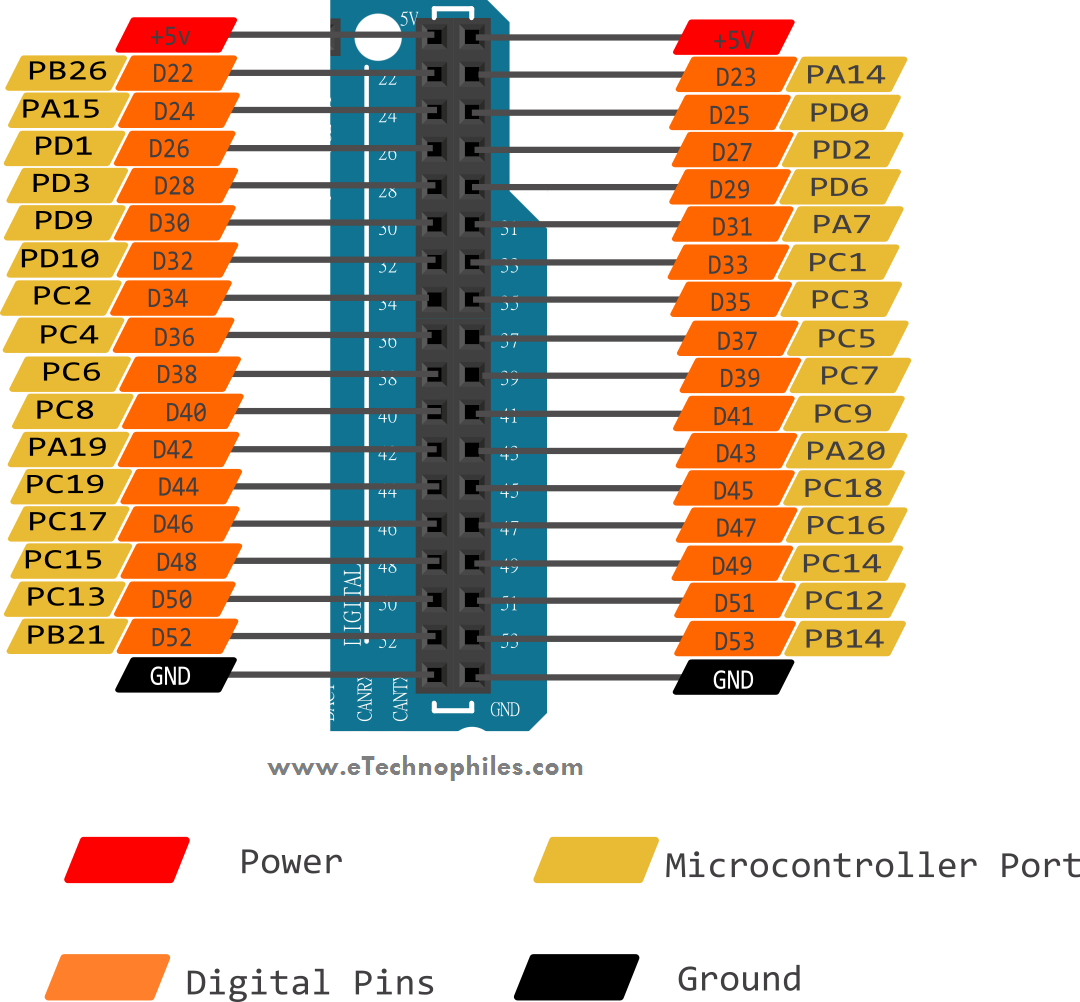 5V
+5v +5V
PB26 D22 22 D23 PA14
PA15 D24 24 D25 PD0
PD1 D26 26 D27 PD2
PD3 D28 28 D29 PD6
PD9 D30 30 31 D31 PA7
PD10 D32 32 33 D33 PC1
PC2 D34 34 35 D35 PC3
PC4 D36 36 37 D37 PC5
PC6 D38 38 39 D39 PC7
PC8 D40 40 41 D41 PC9
PA19 D42 42 43 D43 PA20
PC19 D44 44 45 D45 PC18
PC17 D46 46 47 D47 PC16
PC15 D48 48 49 D49 PC14
PC13 D50 50 51 D51 PC12
PB21 D52 52 53 D53 PB14
DIGITAL
GND GND
CANRX CANTX GND
www.eTechnophiles.com
Power Microcontroller Port
Digital Pins Ground